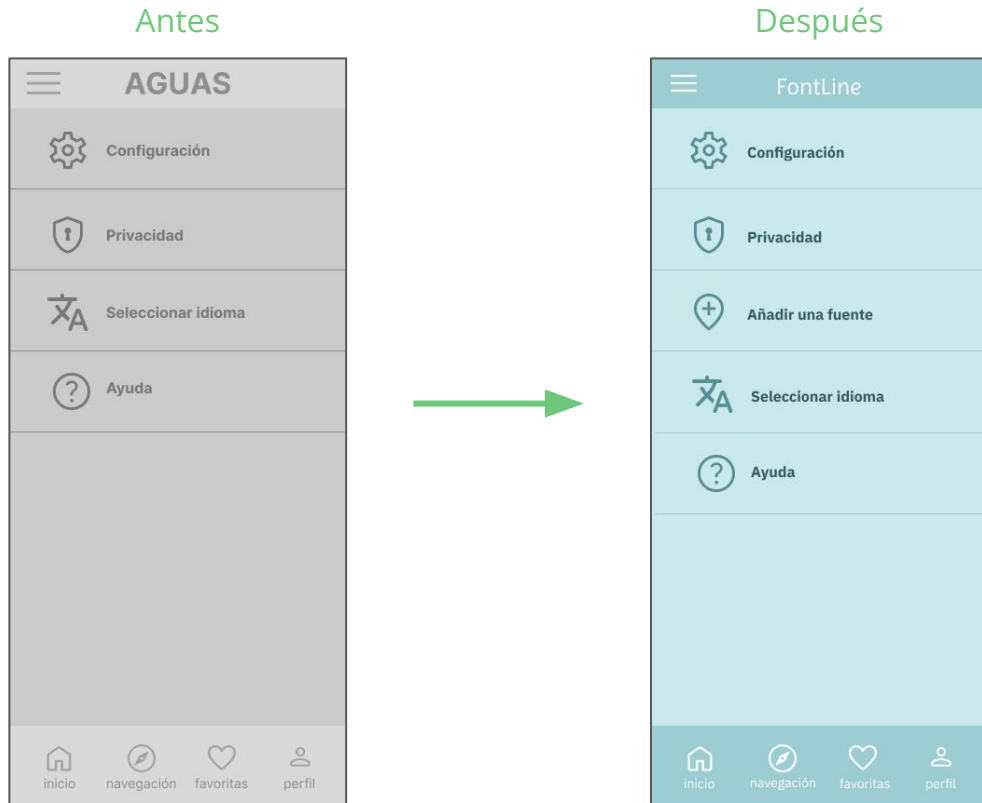 Antes
AGUAS
Configuración
Privacidad
Seleccionar idioma
Ayuda
inicio navegación favoritas perfil
Después
FontLine
Configuración
Privacidad
Añadir una fuente
Seleccionar idioma
Ayuda
inicio navegación favoritas perfil